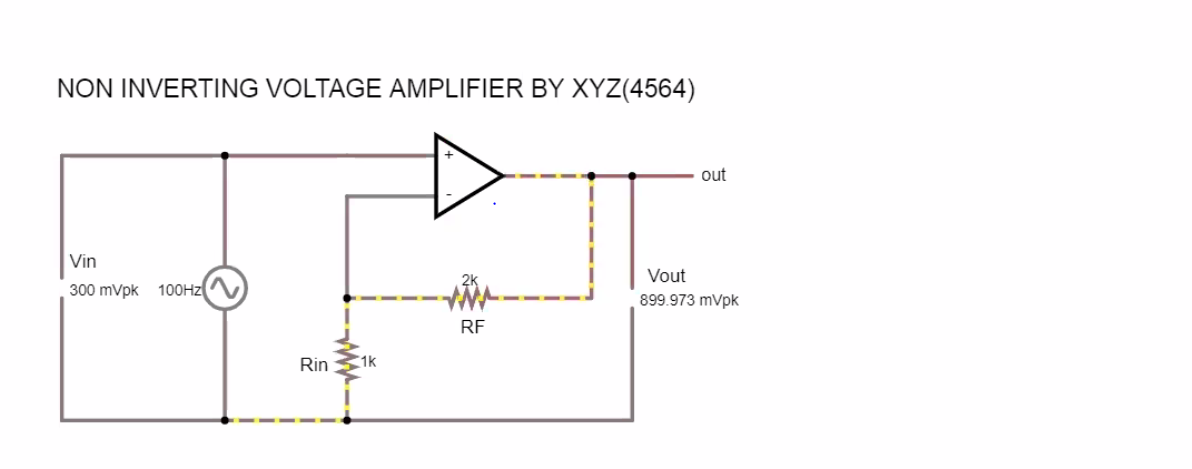 NON INVERTING VOLTAGE AMPLIFIER BY XYZ(4564)
+
-
out
Vin
300 mVpk
100Hz
2k
RF
Vout
899.973 mVpk
Rin
1k